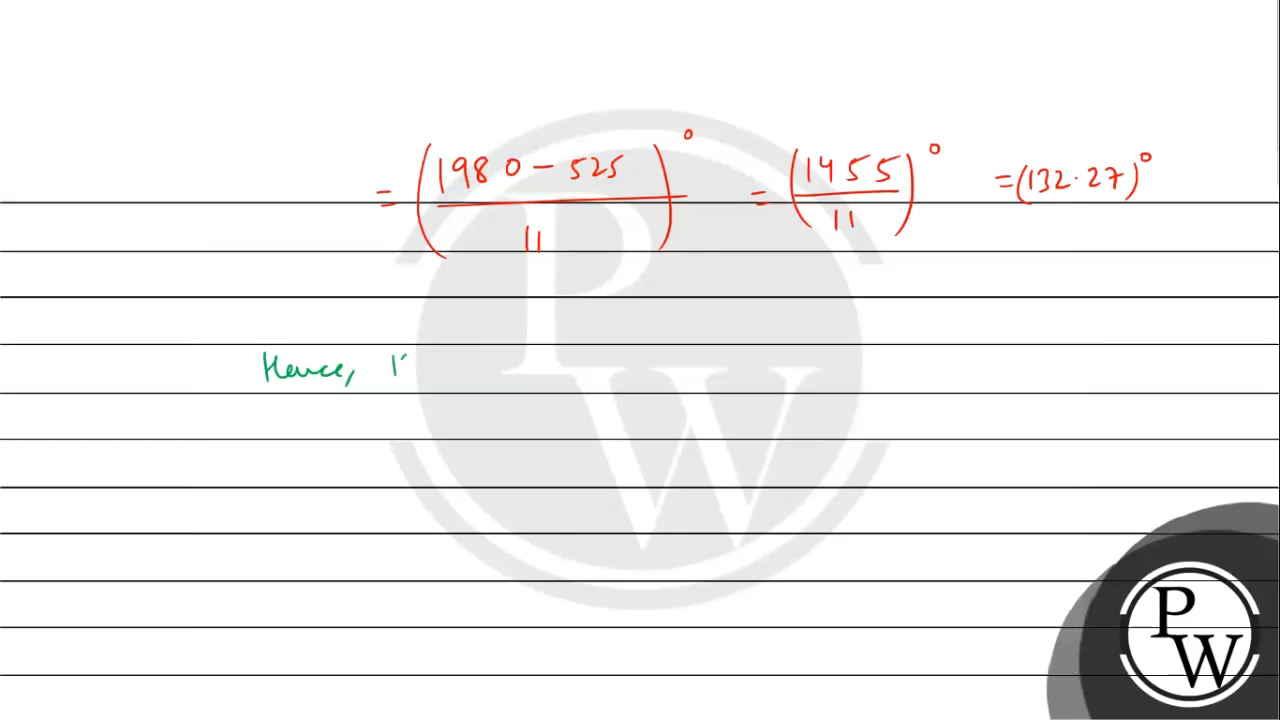 = (1980 - 525 / 11)° = (1455 / 11)° = (132.27)°
Hence,
P
W
P
W